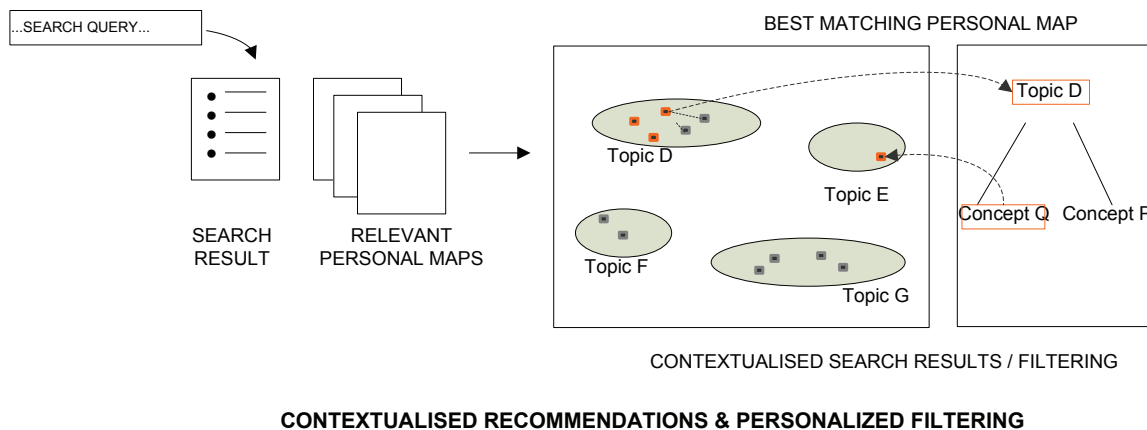 ...SEARCH QUERY...
BEST MATCHING PERSONAL MAP
Topic D
Topic D
Topic E
Concept Q
Concept P
SEARCH
RESULT
RELEVANT
PERSONAL MAPS
Topic F
Topic G
CONTEXTUALISED SEARCH RESULTS / FILTERING
CONTEXTUALISED RECOMMENDATIONS & PERSONALIZED FILTERING